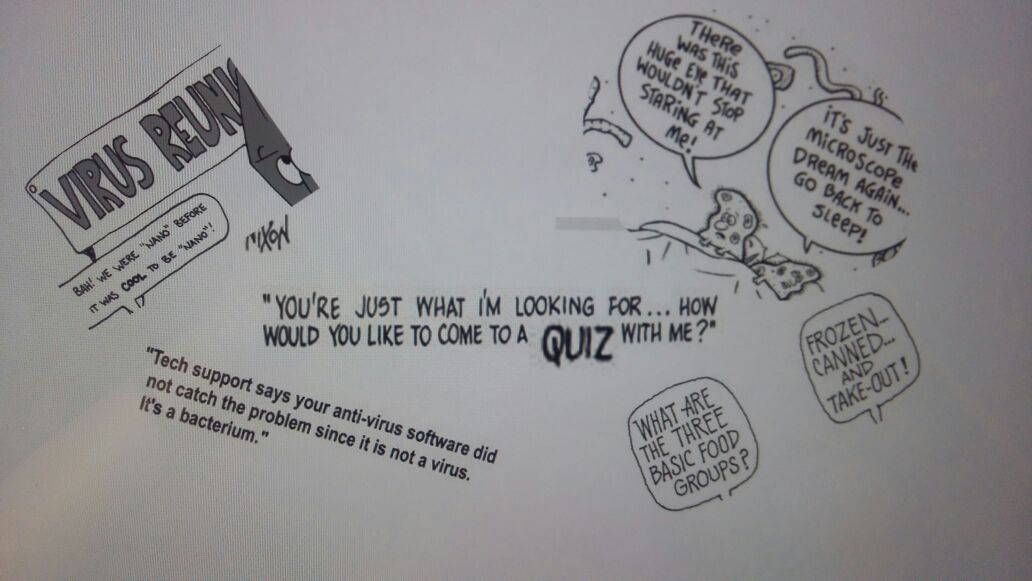 VIRUS REUNI
BAH! WE WERE "NANO" BEFORE
IT WAS COOL TO BE "NANO"!
NIXON
THERE
WAS THIS
HUGE EYE THAT
WOULDN'T STOP
STARING AT
ME!
IT'S JUST THE
MICROSCOPE
DREAM AGAIN...
GO BACK TO
SLEEP!
"YOU'RE JUST WHAT I'M LOOKING FOR... HOW
WOULD YOU LIKE TO COME TO A QUIZ WITH ME?"
"Tech support says your anti-virus software did
not catch the problem since it is not a virus.
It's a bacterium."
WHAT ARE
THE THREE
BASIC FOOD
GROUPS?
FROZEN...
CANNED...
AND
TAKE-OUT!